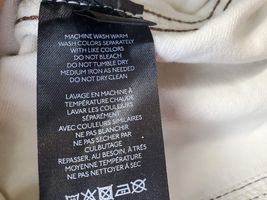 MACHINE WASH WARM
WASH COLORS SEPARATELY
WITH LIKE COLORS
DO NOT BLEACH
DO NOT TUMBLE DRY
MEDIUM IRON AS NEEDED
DO NOT DRY CLEAN
LAVAGE EN MACHINE À
TEMPÉRATURE CHAUDE
LAVAR LES COULEURS
SÉPARÉMENT
AVEC COULEURS SIMILAIRES
NE PAS BLANCHIR
NE PAS SÉCHER PAR
CULBUTAGE
REPASSER, AU BESOIN, À
MOYENNE TEMPÉRATURE
NE PAS NETTOYER À SEC